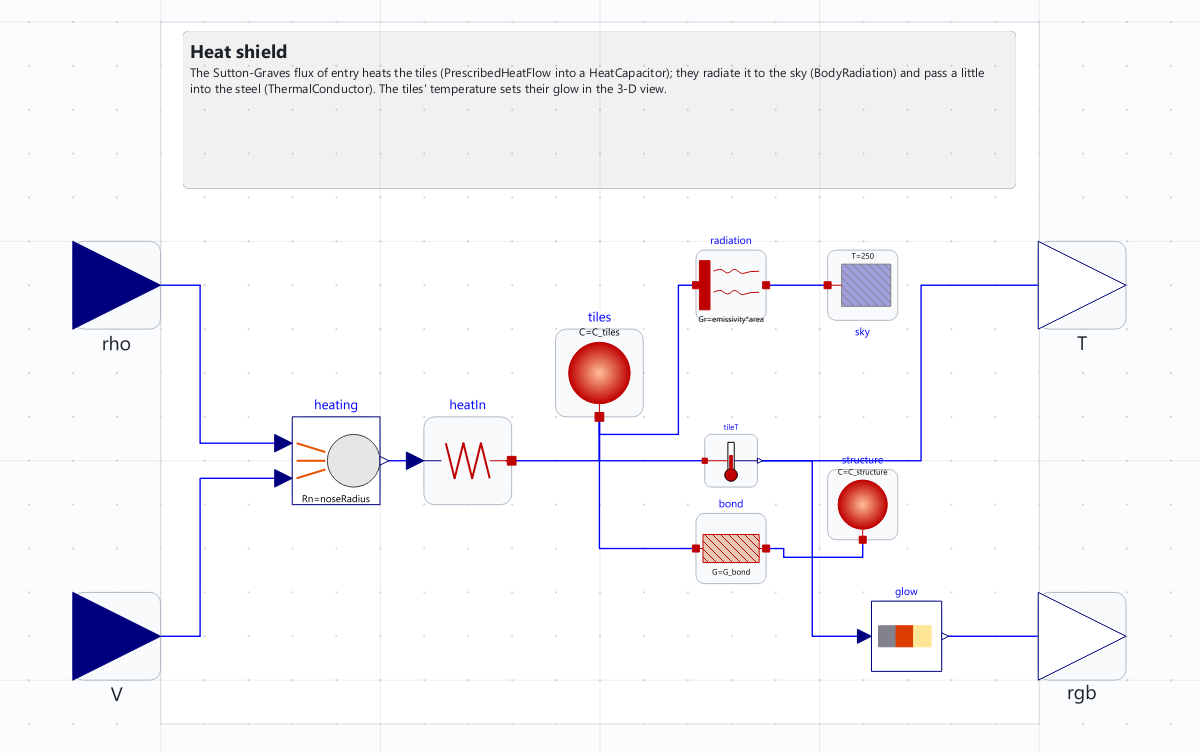 Heat shield
The Sutton-Graves flux of entry heats the tiles (PrescribedHeatFlow into a HeatCapacitor); they radiate it to the sky (BodyRadiation) and pass a little
into the steel (ThermalConductor). The tiles' temperature sets their glow in the 3-D view.
radiation
T=250
Gr=emissivity*area
sky
tiles
C=C_tiles
rho
T
heating
heatIn
Rn=noseRadius
tileT
structure
C=C_structure
bond
G=G_bond
glow
V
rgb